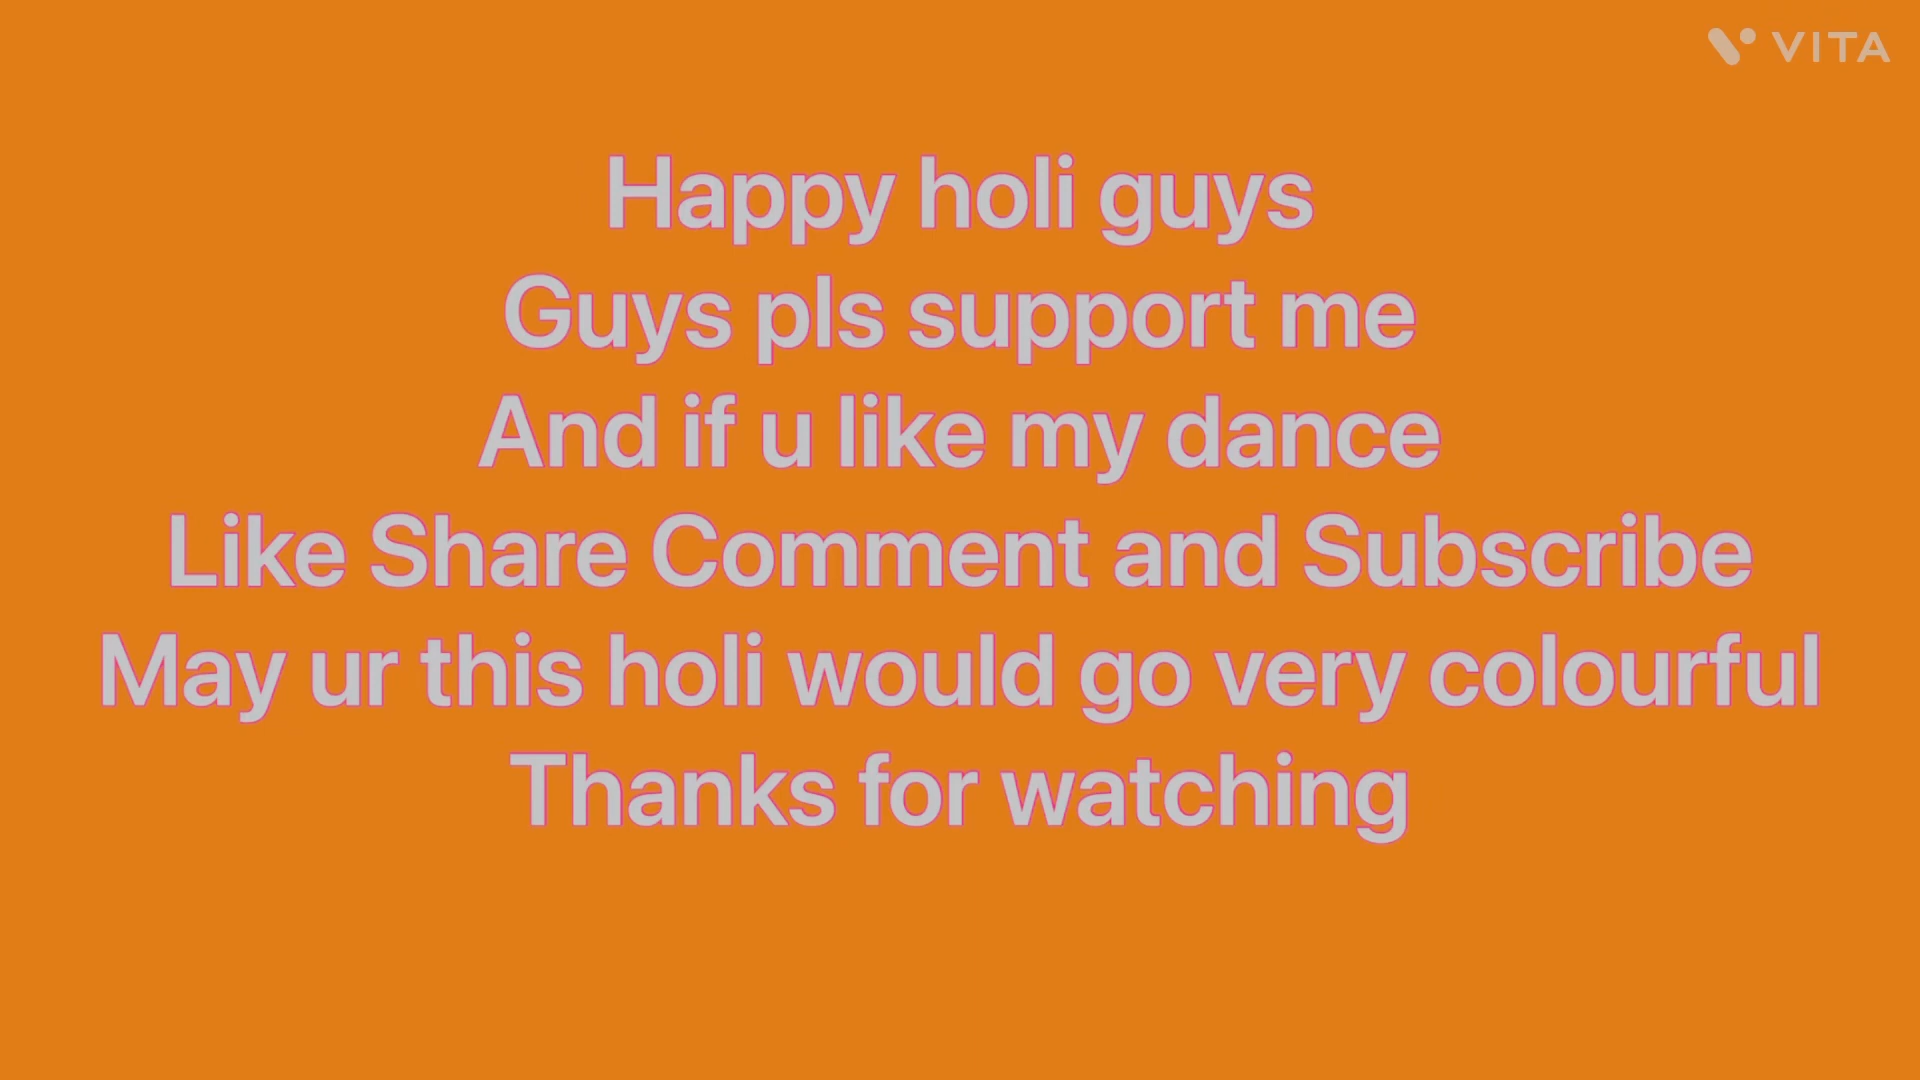 VITA
Happy holi guys
Guys pls support me
And if u like my dance
Like Share Comment and Subscribe
May ur this holi would go very colourful
Thanks for watching